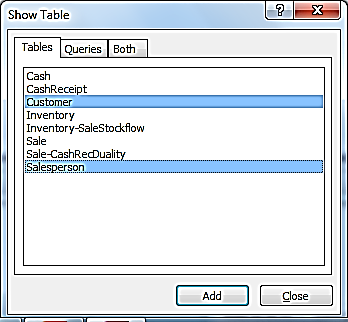 Show Table
?
Tables Queries Both
Cash
CashReceipt
Customer
Inventory
Inventory-SaleStockflow
Sale
Sale-CashRecDuality
Salesperson
Add Close